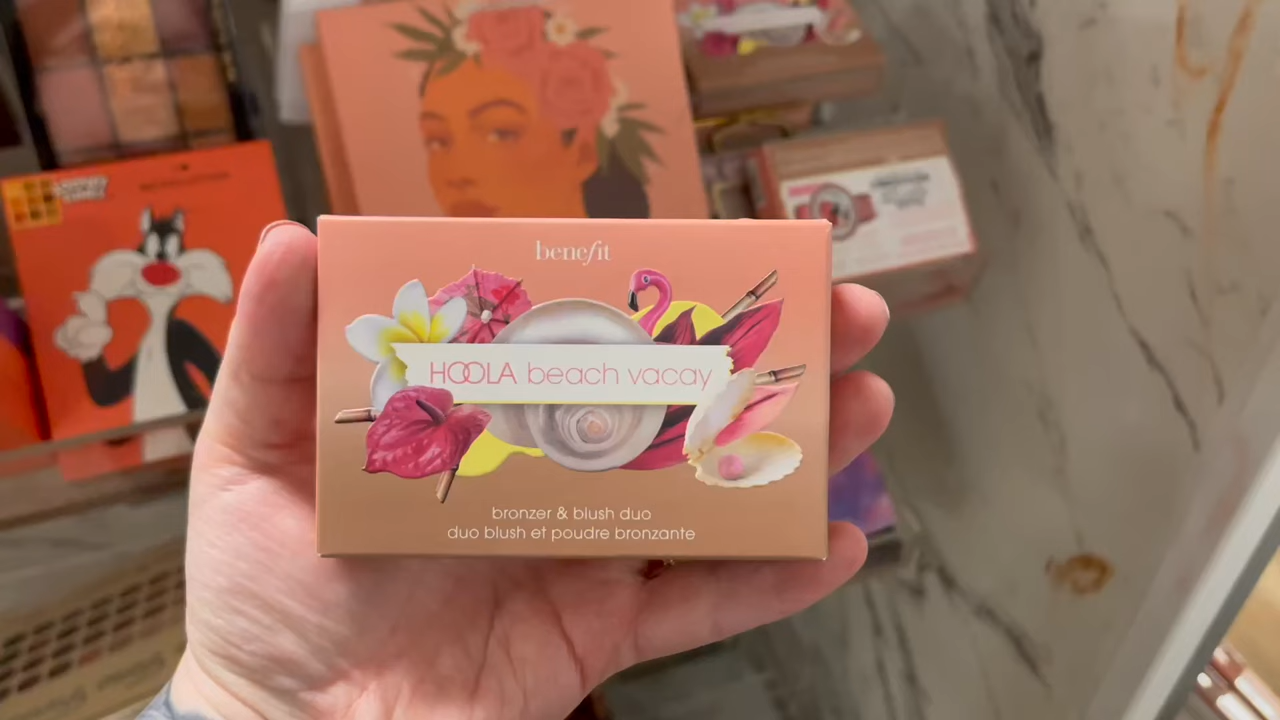 benefit
HOOLA beach vacay
bronzer & blush duo
duo blush et poudre bronzante